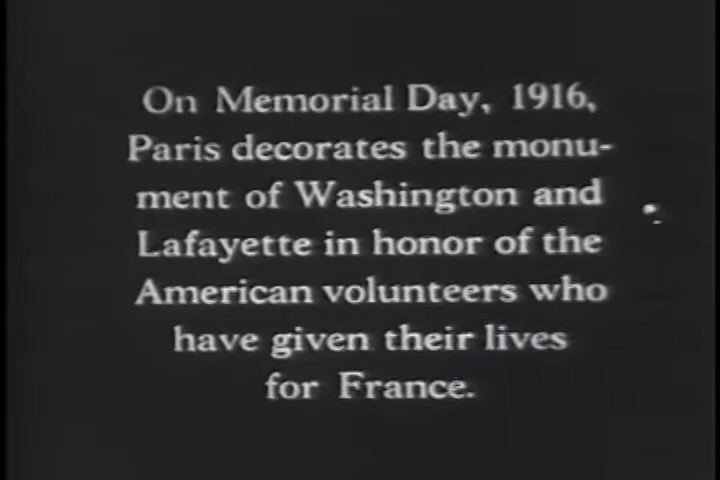 On Memorial Day, 1916,
Paris decorates the monu-
ment of Washington and
Lafayette in honor of the
American volunteers who
have given their lives
for France.